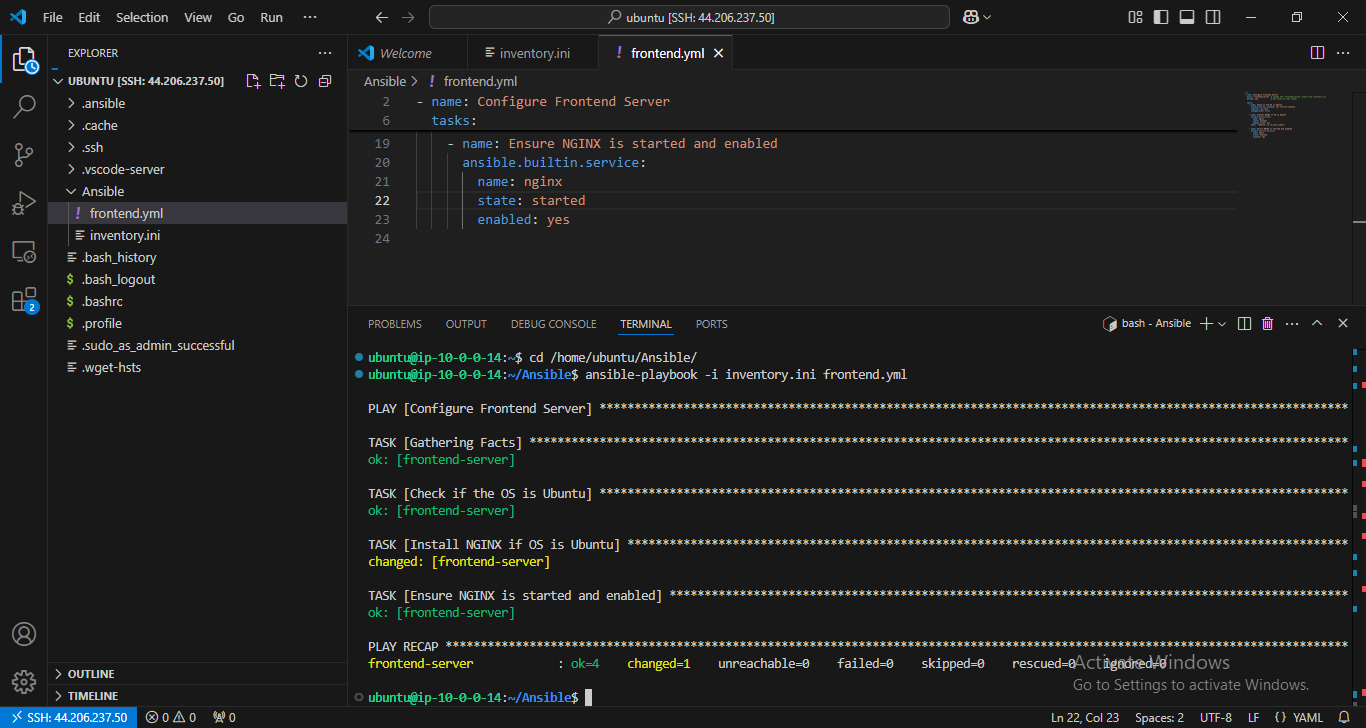 File Edit Selection View Go Run ··· ubuntu [SSH: 44.206.237.50]
EXPLORER
UBUNTU [SSH: 44.206.237.50]
.ansible
.cache
.ssh
.vscode-server
Ansible
! frontend.yml
inventory.ini
.bash_history
$ .bash_logout
$ .bashrc
$ .profile
.sudo_as_admin_successful
.wget-hsts
OUTLINE
TIMELINE
2
Welcome inventory.ini ! frontend.yml
Ansible > ! frontend.yml
2 - name: Configure Frontend Server
6 tasks:
19 - name: Ensure NGINX is started and enabled
20 ansible.builtin.service:
21 name: nginx
22 state: started
23 enabled: yes
24
PROBLEMS OUTPUT DEBUG CONSOLE TERMINAL PORTS bash - Ansible
ubuntu@ip-10-0-0-14:~$ cd /home/ubuntu/Ansible/
ubuntu@ip-10-0-0-14:~/Ansible$ ansible-playbook -i inventory.ini frontend.yml
PLAY [Configure Frontend Server] ***********************************************************************************************************
TASK [Gathering Facts] *********************************************************************************************************************
ok: [frontend-server]
TASK [Check if the OS is Ubuntu] ***********************************************************************************************************
ok: [frontend-server]
TASK [Install NGINX if OS is Ubuntu] *******************************************************************************************************
changed: [frontend-server]
TASK [Ensure NGINX is started and enabled] *************************************************************************************************
ok: [frontend-server]
PLAY RECAP *********************************************************************************************************************************
frontend-server : ok=4 changed=1 unreachable=0 failed=0 skipped=0 rescued=0 ignored=0
ubuntu@ip-10-0-0-14:~/Ansible$
Activate Windows
Go to Settings to activate Windows.
SSH: 44.206.237.50 0 0 0 Ln 22, Col 23 Spaces: 2 UTF-8 LF {} YAML